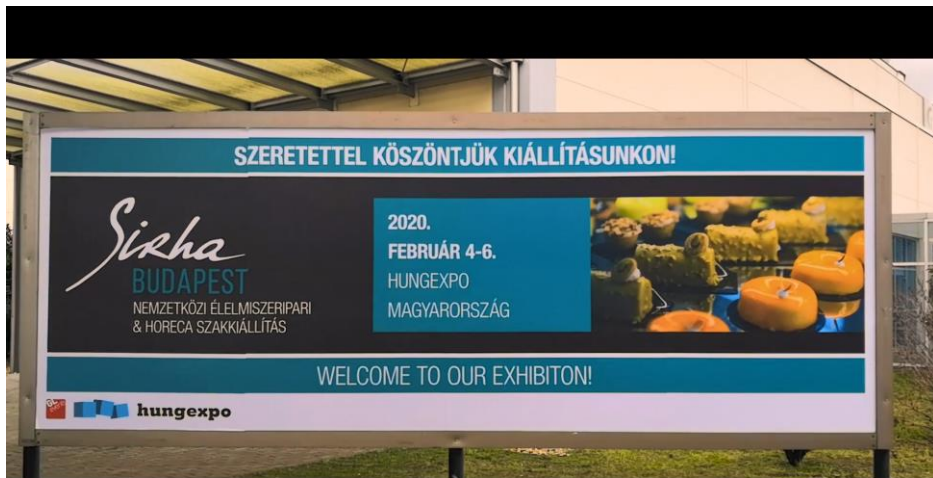 SZERETETTEL KÖSZÖNTJÜK KIÁLLÍTÁSUNKON!
Sirha
BUDAPEST
NEMZETKÖZI ÉLELMISZERIPARI
& HORECA SZAKKIÁLLÍTÁS
2020.
FEBRUÁR 4-6.
HUNGEXPO
MAGYARORSZÁG
WELCOME TO OUR EXHIBITON!
hungexpo